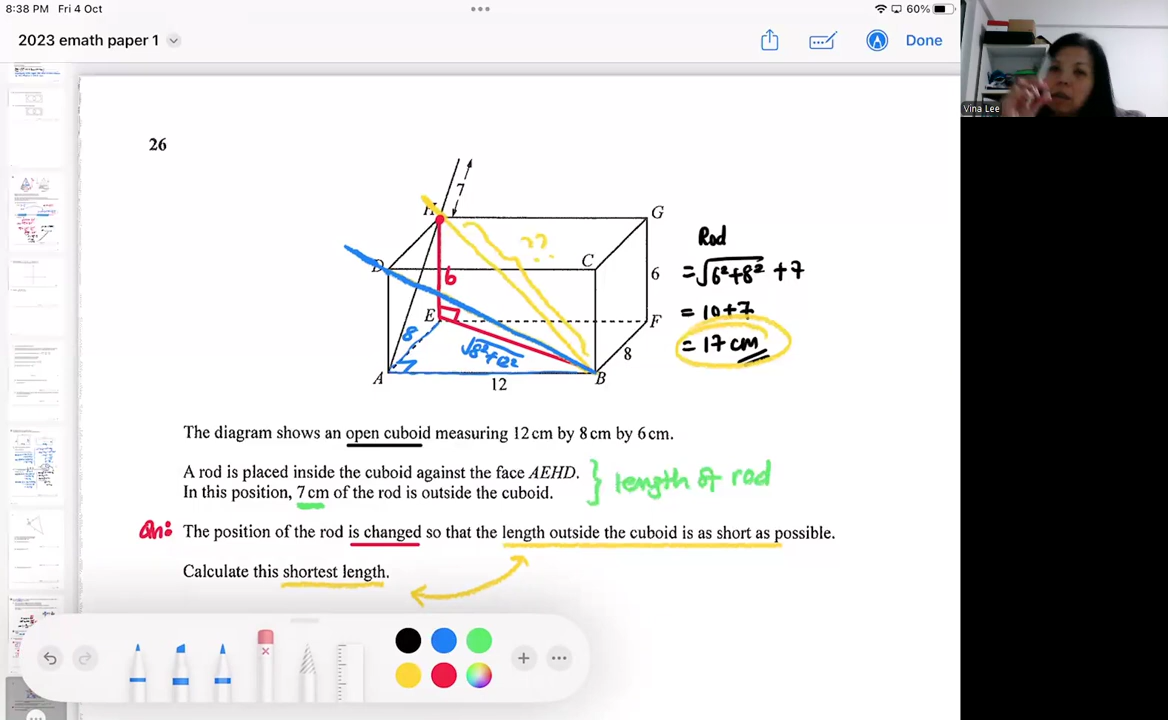 8:38 PM Fri 4 Oct
60%
2023 emath paper 1
Done
Vina Lee
26
7
H
G
D
C
6
6
??
E
F
8
√8²+12²
8
A
12
B
Rod
=√6²+8² +7
= 10+7
= 17 cm
The diagram shows an open cuboid measuring 12 cm by 8 cm by 6 cm.
A rod is placed inside the cuboid against the face AEHD.
In this position, 7 cm of the rod is outside the cuboid.
} length of rod
Qn: The position of the rod is changed so that the length outside the cuboid is as short as possible.
Calculate this shortest length.